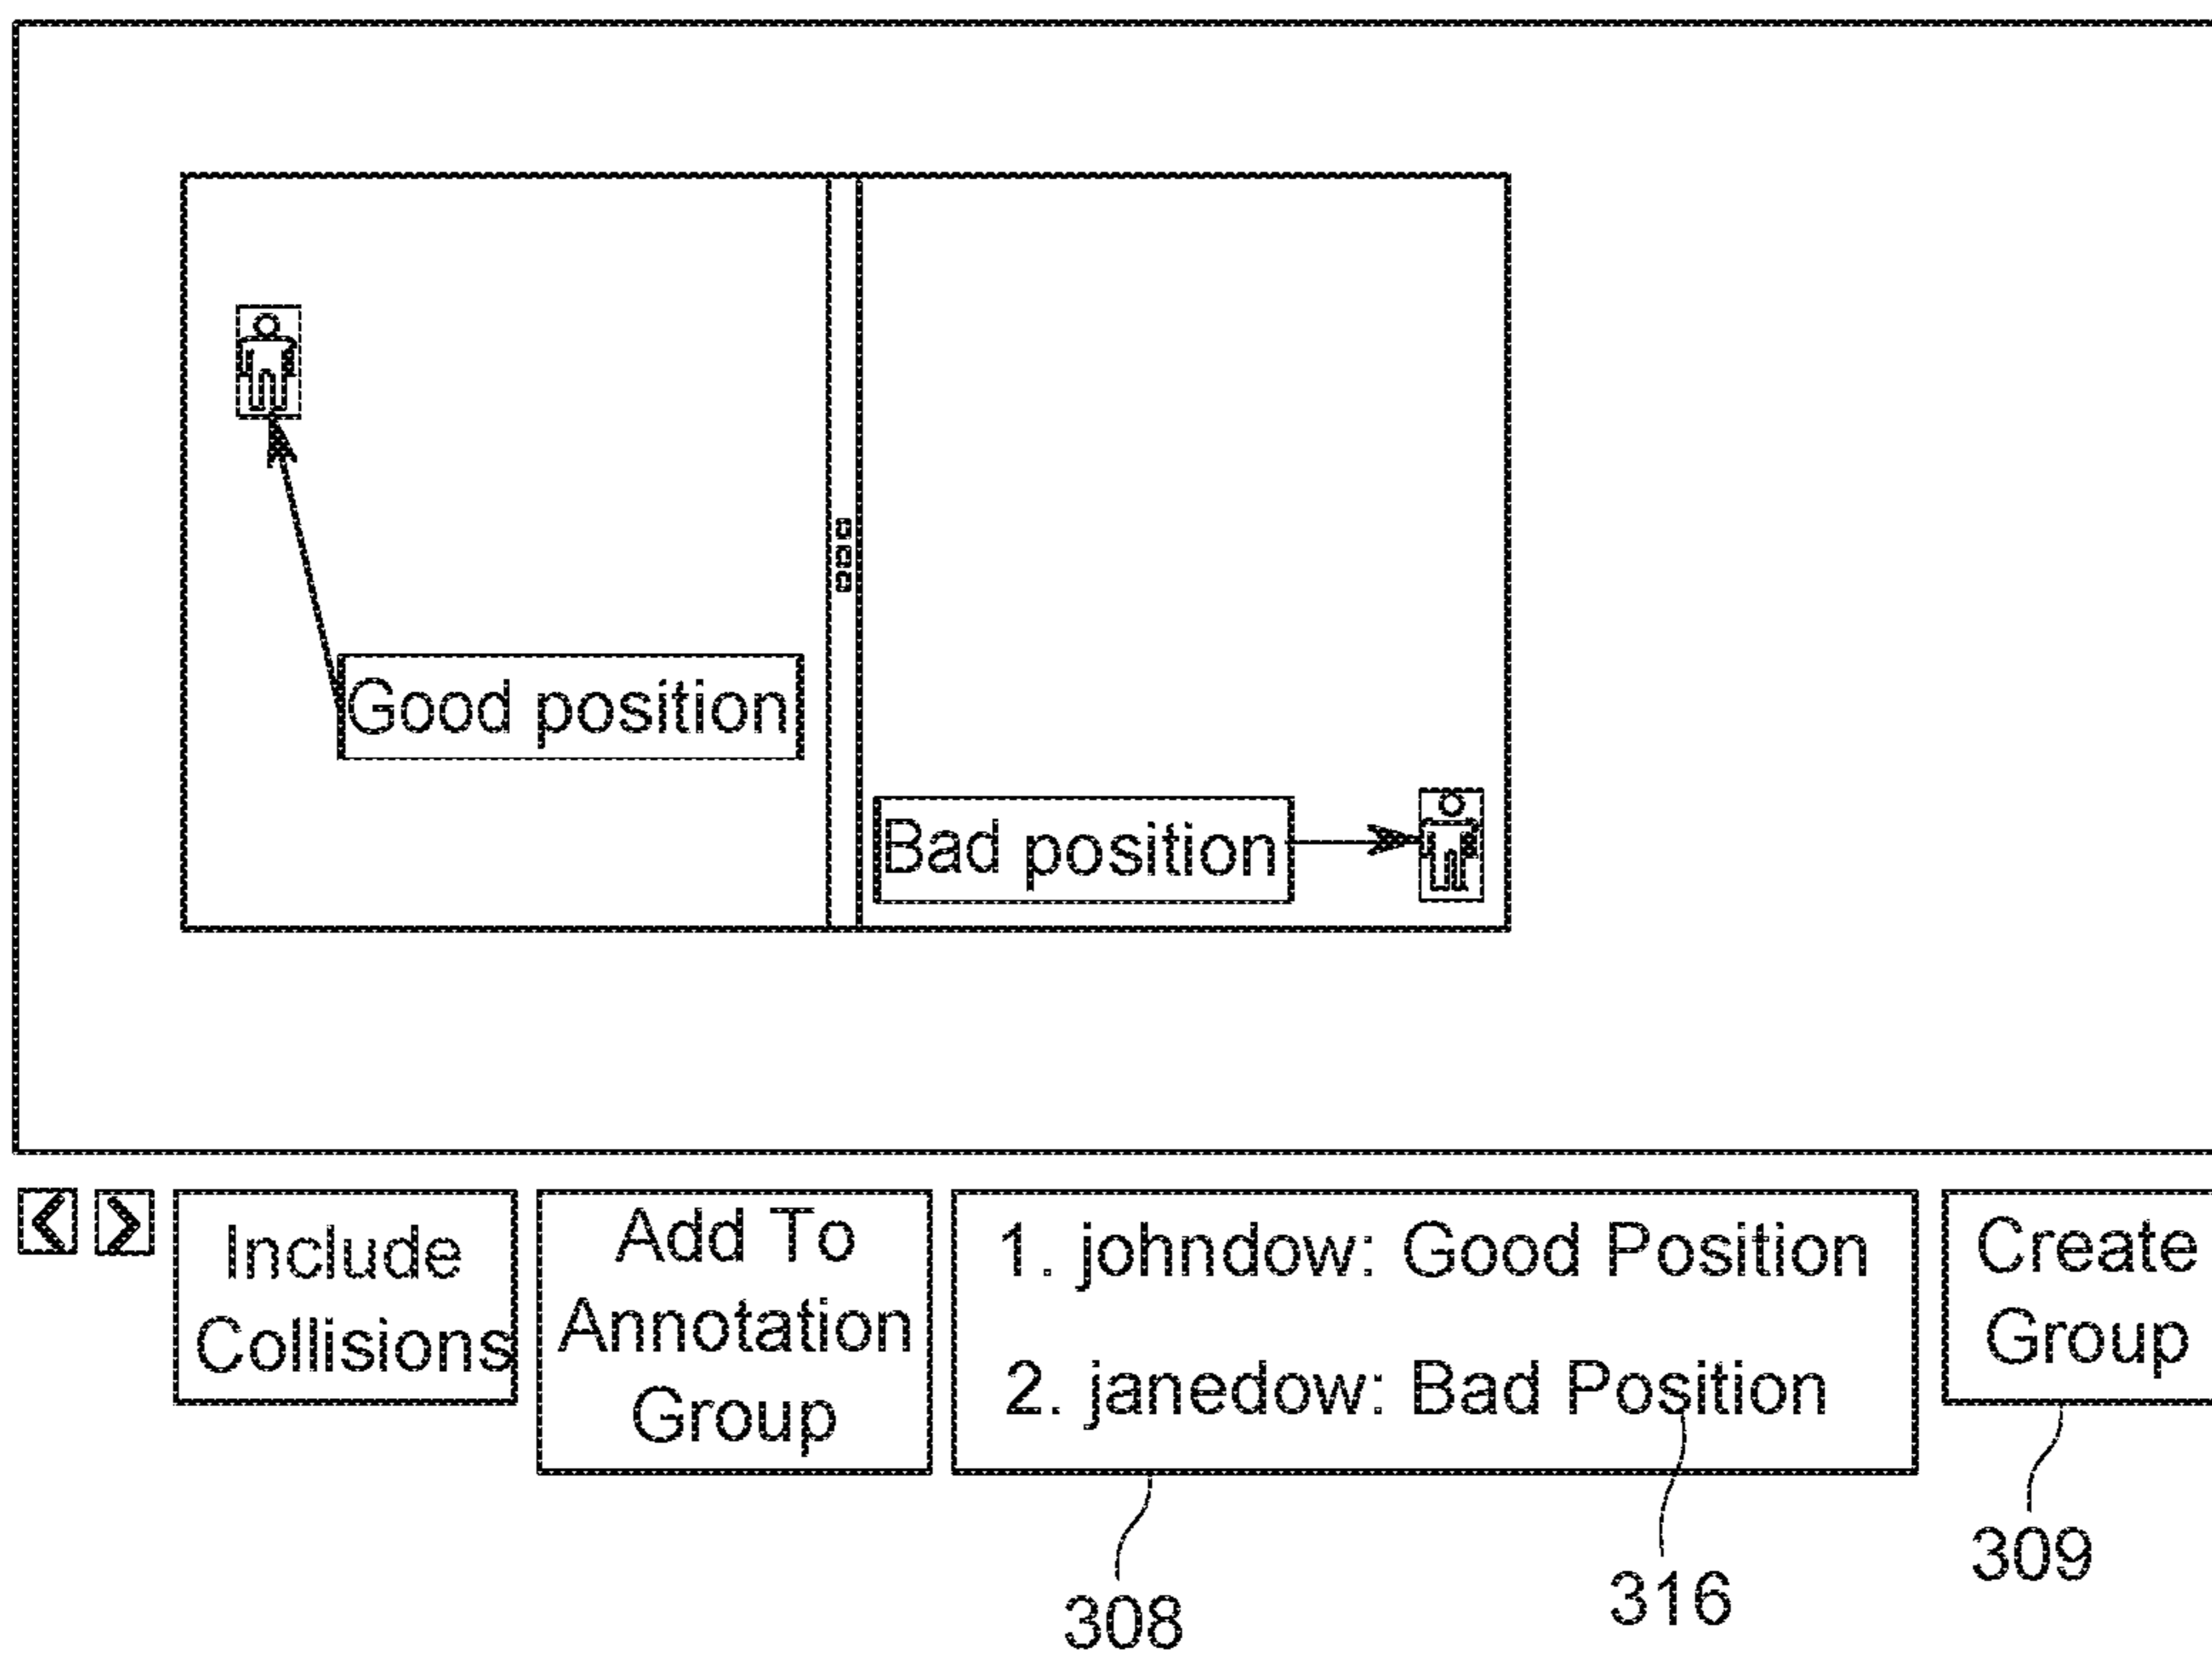 Good position
Bad position
Include
Collisions
Add To
Annotation
Group
1. johndow: Good Position
2. janedow: Bad Position
Create
Group
308
316
309